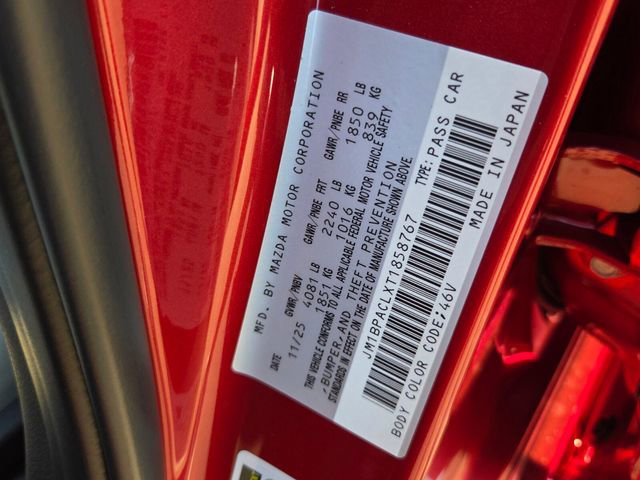 MFD. BY MAZDA MOTOR CORPORATION
DATE GVWR/PNBV GAWR/PNBE FRT GAWR/PNBE RR
11/25 4081 LB 2240 LB 1850 LB
1851 KG 1016 KG 839 KG
THIS VEHICLE CONFORMS TO ALL APPLICABLE FEDERAL MOTOR VEHICLE SAFETY
,BUMPER,AND THEFT PREVENTION
STANDARDS IN EFFECT ON THE DATE OF MANUFACTURE SHOWN ABOVE
JM1BPACLXT1858767 TYPE: PASS CAR
BODY COLOR CODE;46V MADE IN JAPAN